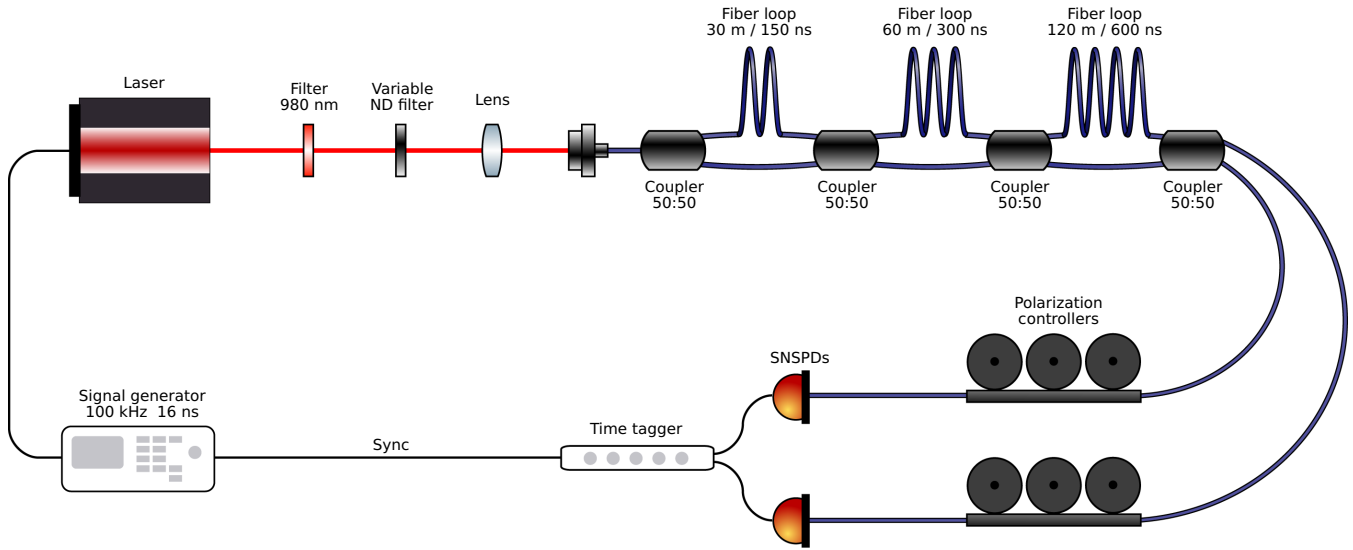 Fiber loop
30 m / 150 ns
Fiber loop
60 m / 300 ns
Fiber loop
120 m / 600 ns
Laser
Filter
980 nm
Variable
ND filter
Lens
Coupler
50:50
Coupler
50:50
Coupler
50:50
Coupler
50:50
Polarization
controllers
SNSPDs
Signal generator
100 kHz 16 ns
Sync
Time tagger